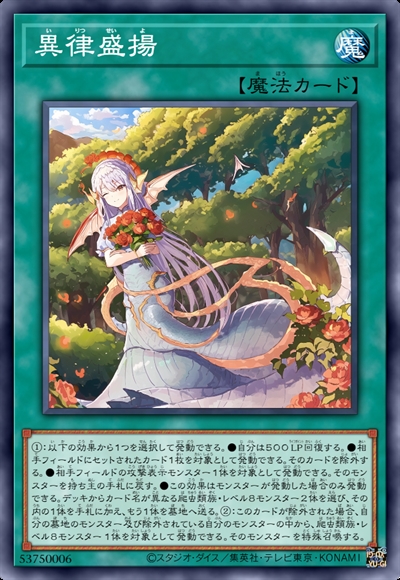 異律盛揚
魔
【魔法カード】
①:以下の効果から1つを選択して発動できる。●自分は500LP回復する。●相
手フィールドにセットされたカード1枚を対象として発動できる。そのカードを除外す
る。●相手フィールドの攻撃表示モンスター1体を対象として発動できる。そのモン
スターを持ち主の手札に戻す。●この効果はモンスターが発動した場合のみ発動
できる。デッキからカード名が異なる爬虫類族・レベル8モンスター2体を選び、その
内の1体を手札に加え、もう1体を墓地へ送る。②:このカードが除外された場合、自
分の墓地のモンスター及び除外されている自分のモンスターの中から、爬虫類族・
レベル8モンスター1体を対象として発動できる。そのモンスターを特殊召喚する。
53750006
©スタジオ・ダイス/集英社・テレビ東京・KONAMI